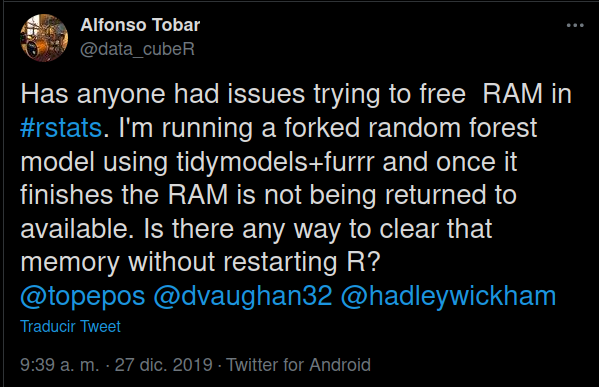 Alfonso Tobar
@data_cubeR
Has anyone had issues trying to free  RAM in
#rstats. I'm running a forked random forest
model using tidymodels+furrr and once it
finishes the RAM is not being returned to
available. Is there any way to clear that
memory without restarting R?
@topepos @dvaughan32 @hadleywickham
Traducir Tweet
9:39 a. m. · 27 dic. 2019 · Twitter for Android